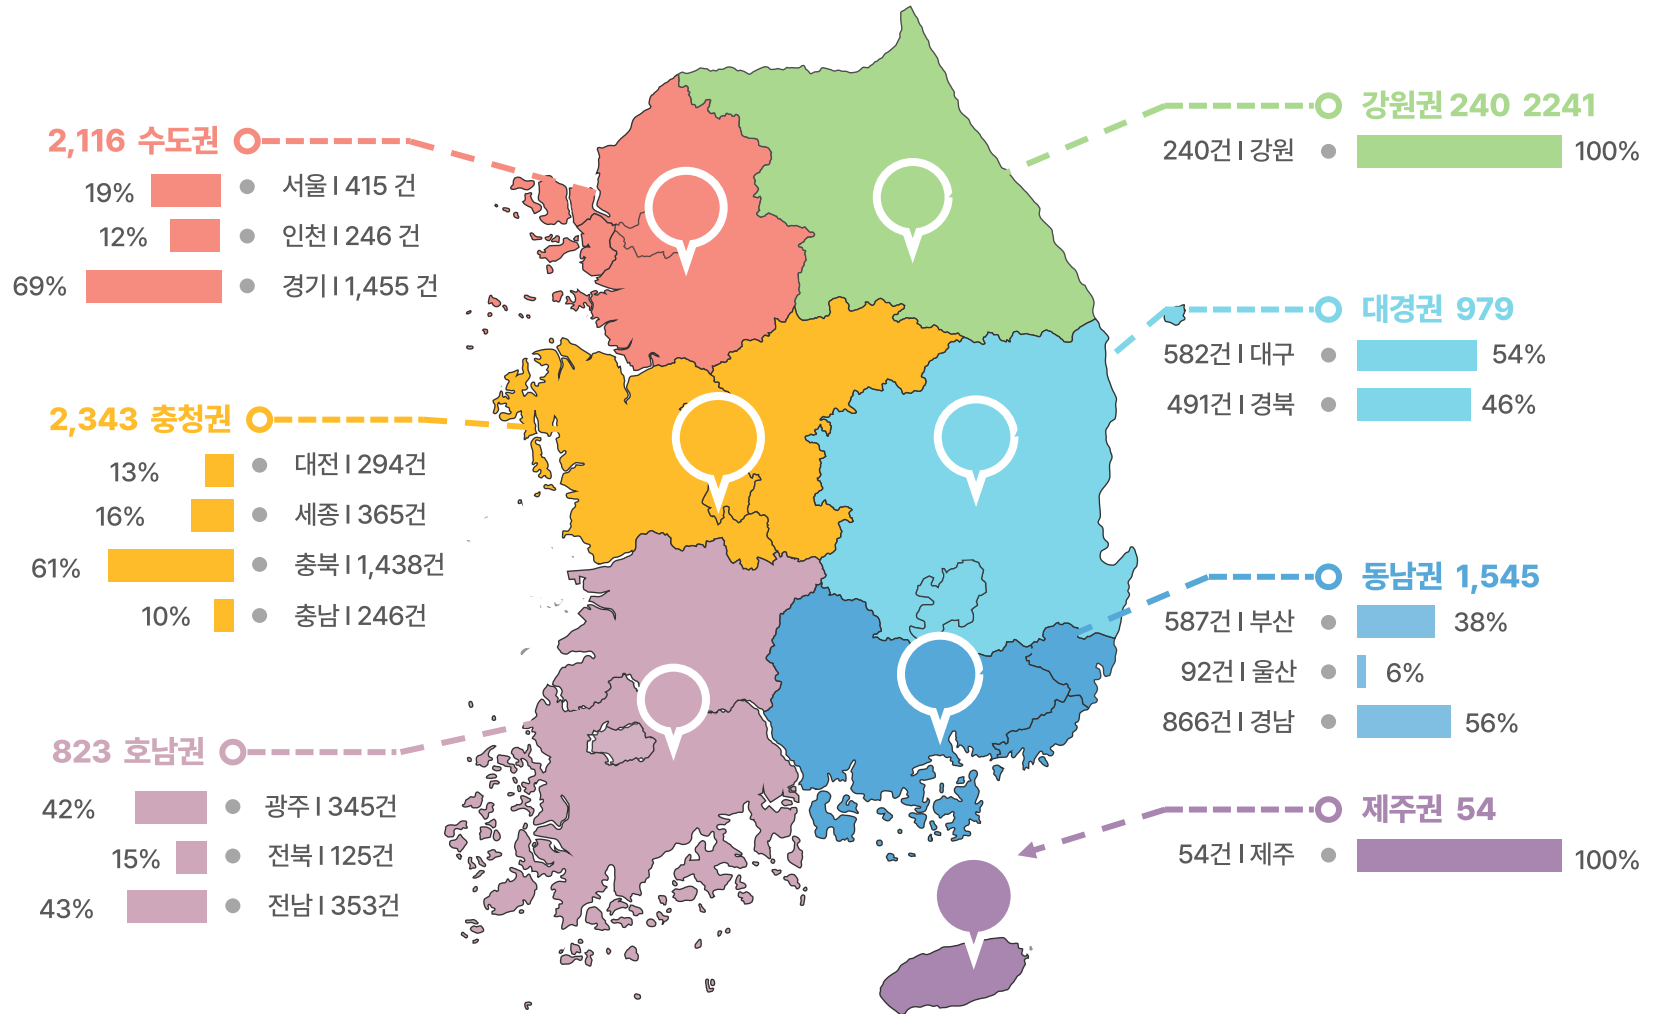 2,116 수도권
19% 서울 I 415 건
12% 인천 I 246 건
69% 경기 I 1,455 건
2,343 충청권
13% 대전 I 294건
16% 세종 I 365건
61% 충북 I 1,438건
10% 충남 I 246건
823 호남권
42% 광주 I 345건
15% 전북 I 125건
43% 전남 I 353건
강원권 240 2241
240건 I 강원 100%
대경권 979
582건 I 대구 54%
491건 I 경북 46%
동남권 1,545
587건 I 부산 38%
92건 I 울산 6%
866건 I 경남 56%
제주권 54
54건 I 제주 100%